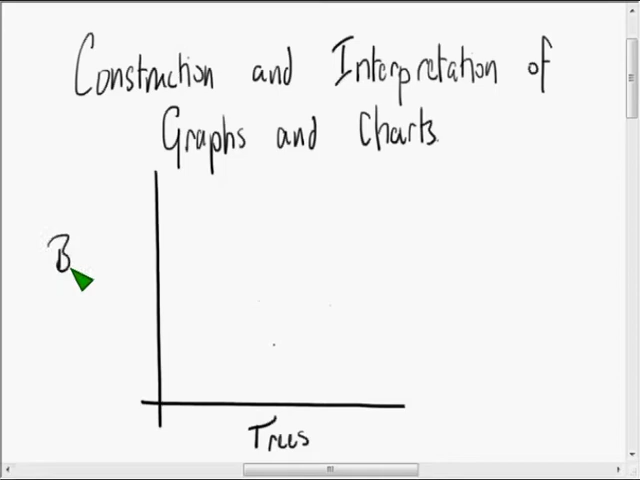 Construction and Interpretation of
Graphs and Charts.
B
Trees